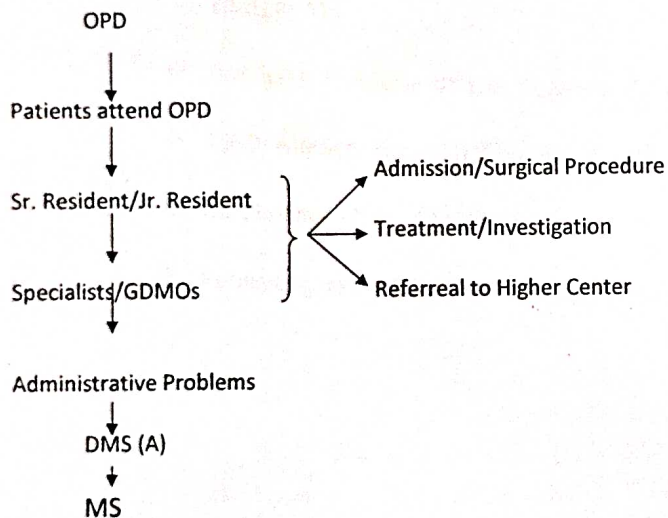 OPD
Patients attend OPD
Sr. Resident/Jr. Resident
Specialists/GDMOs
Admission/Surgical Procedure
Treatment/Investigation
Referreal to Higher Center
Administrative Problems
DMS (A)
MS